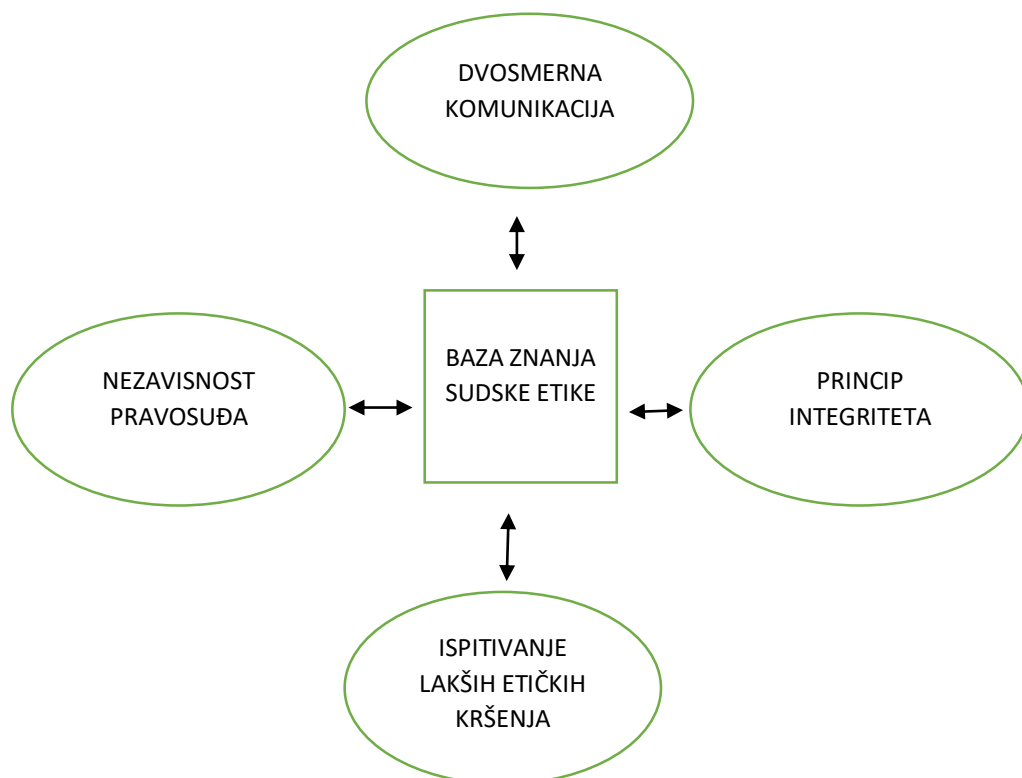 DVOSMERNA
KOMUNIKACIJA
NEZAVISNOST
PRAVOSUĐA
BAZA ZNANJA
SUDSKE ETIKE
PRINCIP
INTEGRITETA
ISPITIVANJE
LAKŠIH ETIČKIH
KRŠENJA